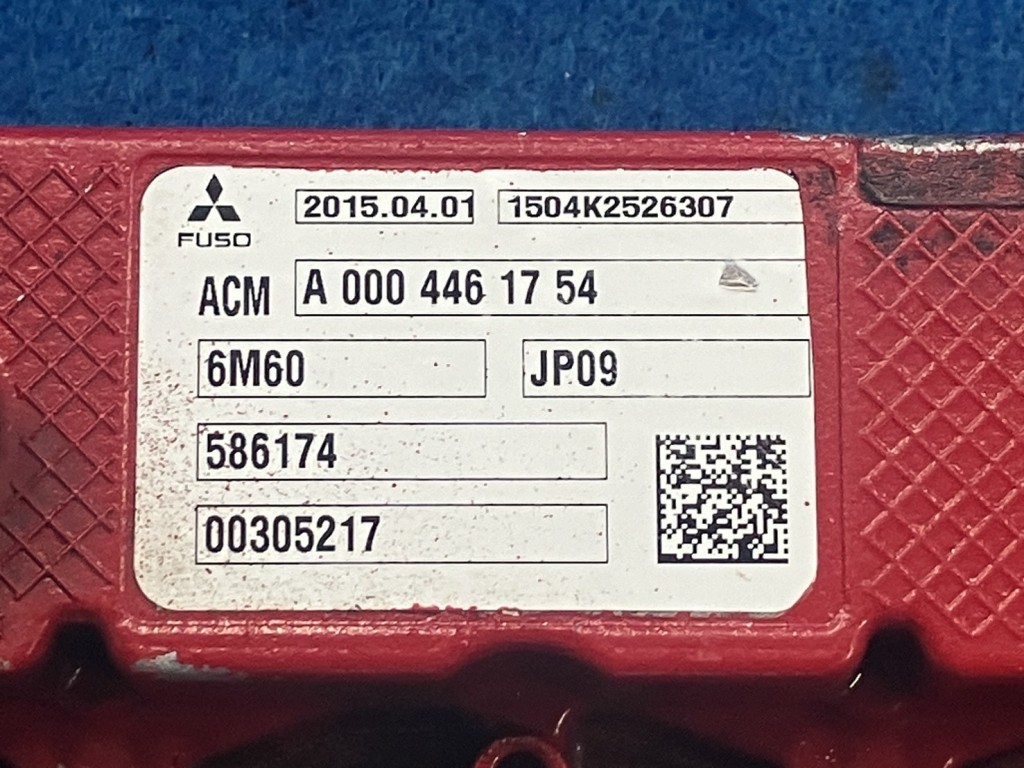 2015.04.01 1504K2526307
FUSO
ACM A 000 446 17 54
6M60 JP09
586174
00305217